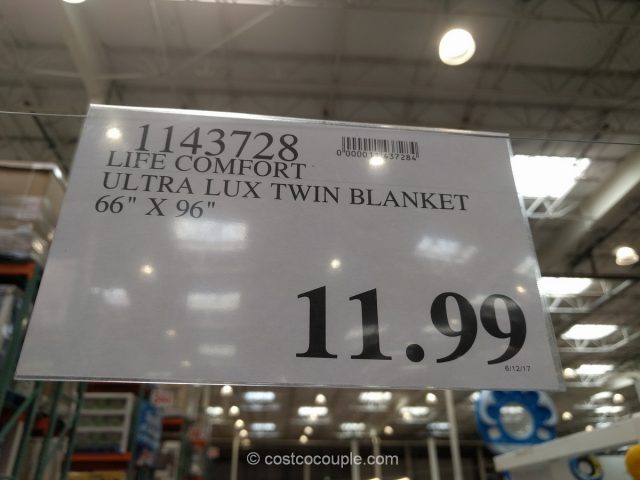 1143728
LIFE COMFORT
ULTRA LUX TWIN BLANKET
66" X 96"
11.99
6/12/17
© costcocouple.com